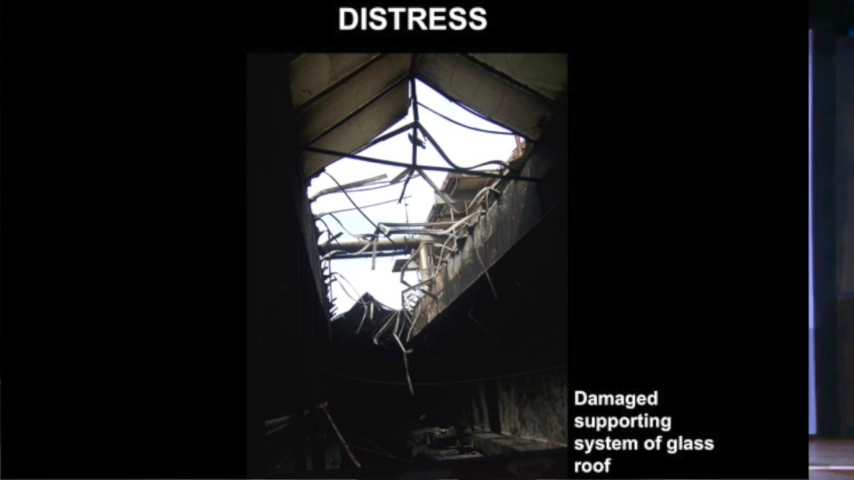 DISTRESS
Damaged
supporting
system of glass
roof